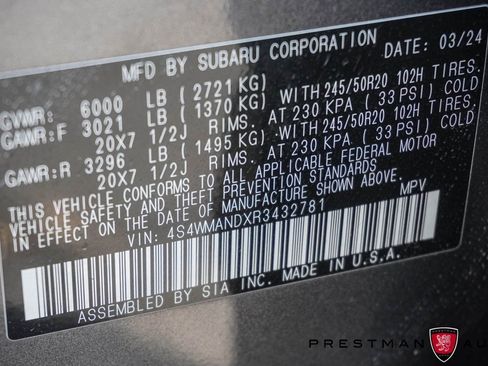 MFD BY SUBARU CORPORATION DATE: 03/24
GVWR: 6000 LB ( 2721 KG)
GAWR:F 3021 LB ( 1370 KG) WITH 245/50R20 102H TIRES.
20X7 1/2J RIMS. AT 230 KPA ( 33 PSI) COLD
GAWR:R 3296 LB ( 1495 KG) WITH 245/50R20 102H TIRES.
20X7 1/2J RIMS. AT 230 KPA ( 33 PSI) COLD
THIS VEHICLE CONFORMS TO ALL APPLICABLE FEDERAL MOTOR
VEHICLE SAFETY STANDARDS AND THEFT PREVENTION STANDARD
IN EFFECT ON THE DATE OF MANUFACTURE SHOWN ABOVE.
VIN: 4S4WMANDXR3432781 MPV
ASSEMBLED BY SIA INC. MADE IN U.S.A.
PRESTMAN AU